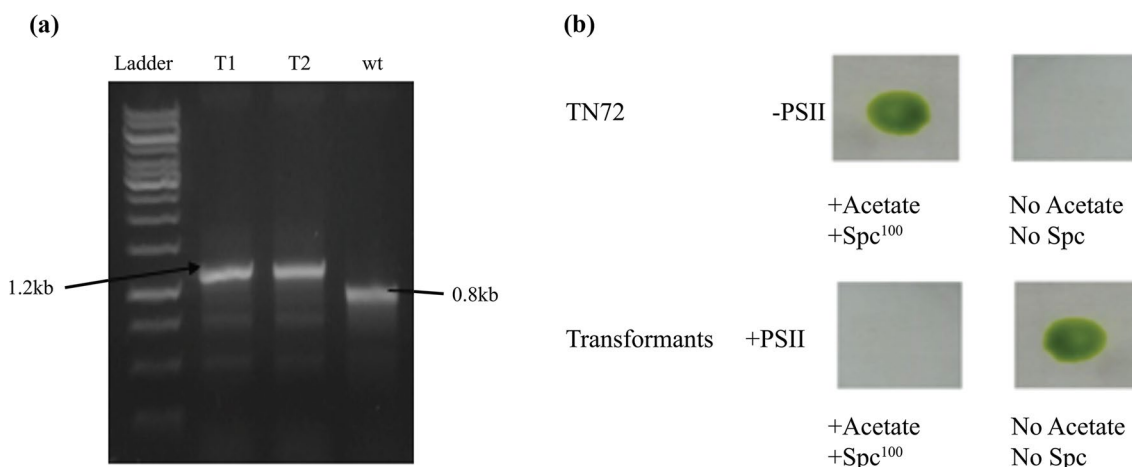 (a)
Ladder T1 T2 wt
1.2kb
0.8kb
(b)
TN72 -PSII
+Acetate No Acetate
+Spc¹⁰⁰ No Spc
Transformants +PSII
+Acetate No Acetate
+Spc¹⁰⁰ No Spc